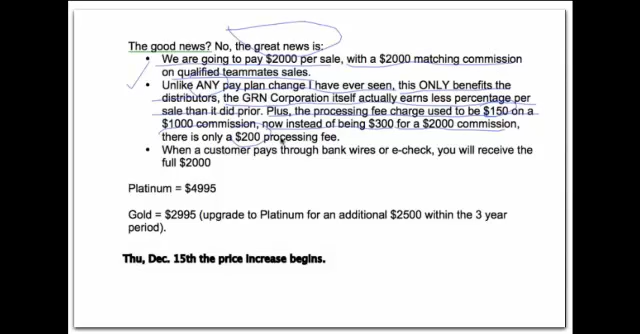 The good news? No, the great news is:
• We are going to pay $2000 per sale, with a $2000 matching commission
on qualified teammates sales.
• Unlike ANY pay plan change I have ever seen, this ONLY benefits the
distributors, the GRN Corporation itself actually earns less percentage per
sale than it did prior. Plus, the processing fee charge used to be $150 on a
$1000 commission, now instead of being $300 for a $2000 commission,
there is only a $200 processing fee.
• When a customer pays through bank wires or e-check, you will receive the
full $2000
Platinum = $4995
Gold = $2995 (upgrade to Platinum for an additional $2500 within the 3 year
period).
Thu, Dec. 15th the price increase begins.